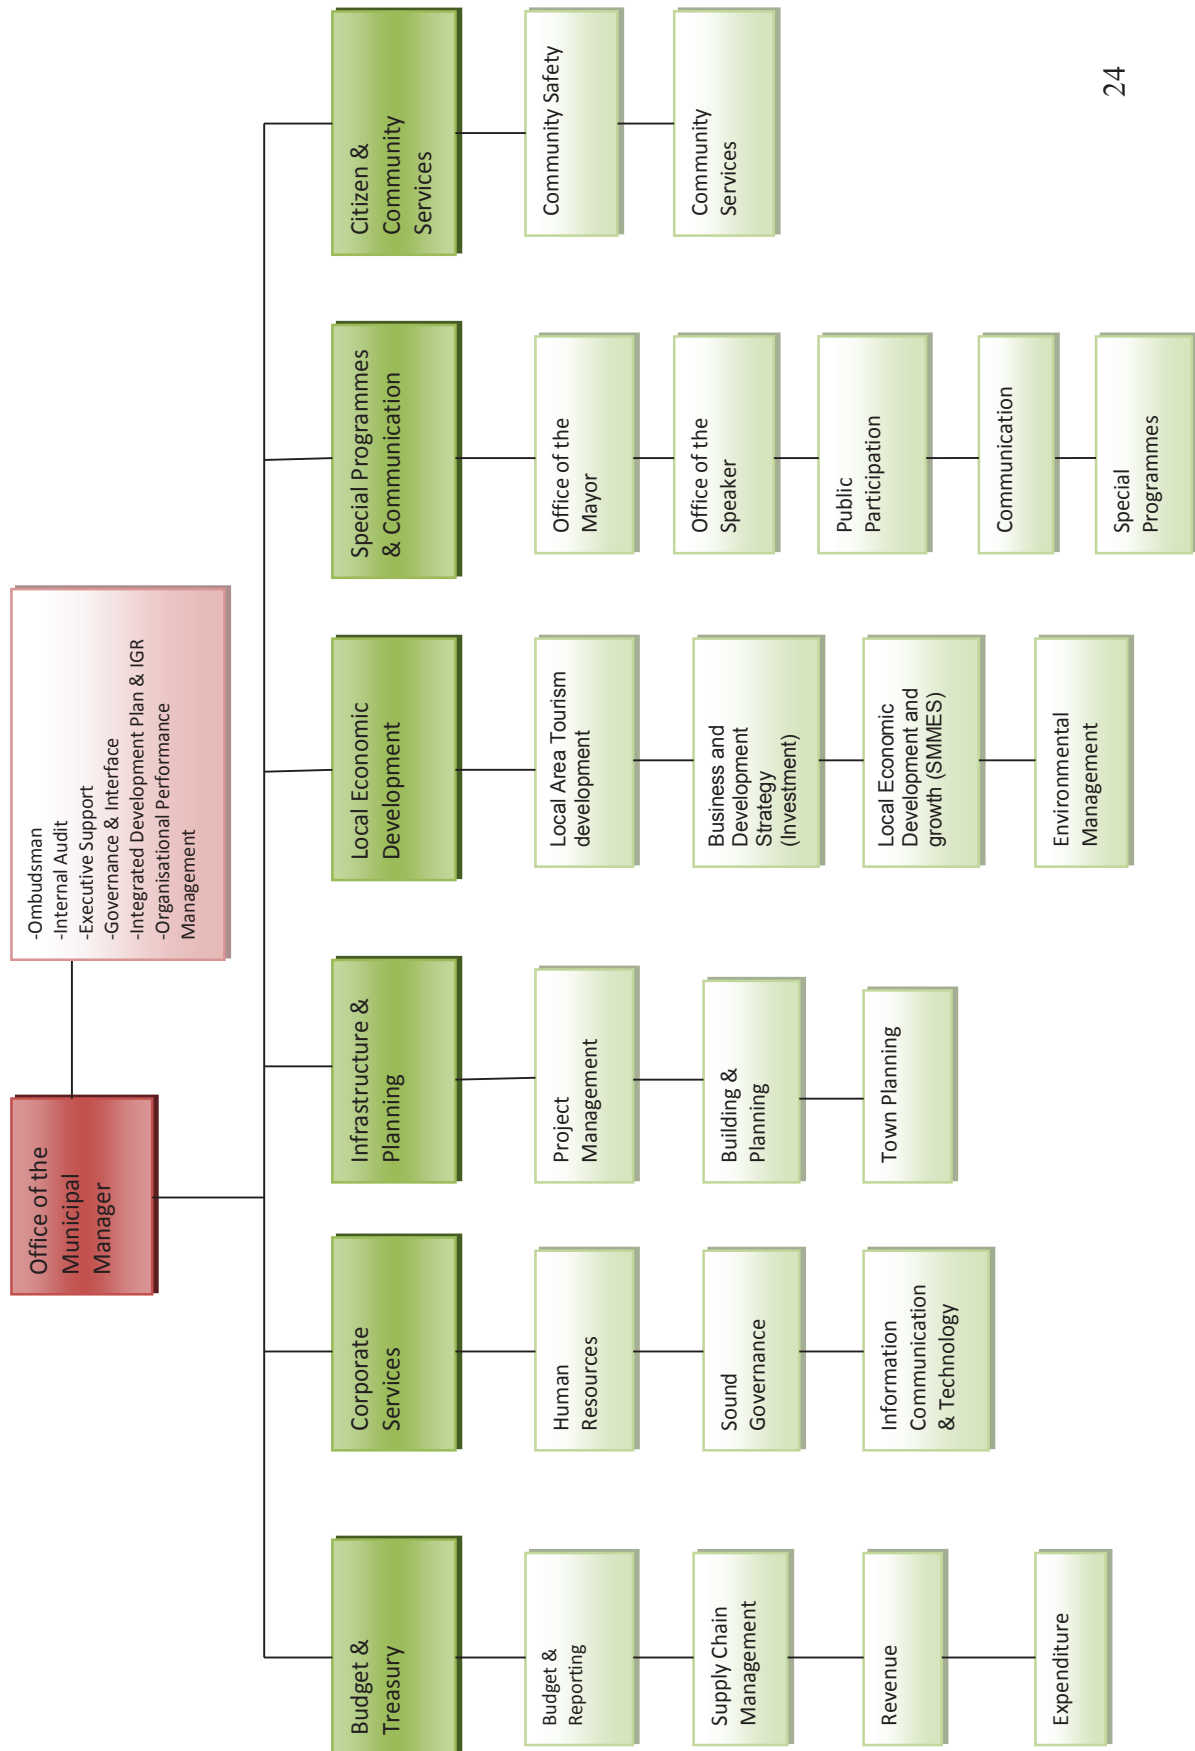 Office of the
Municipal
Manager
-Ombudsman
-Internal Audit
-Executive Support
-Governance & Interface
-Integrated Development Plan & IGR
-Organisational Performance
Management
Budget &
Treasury
Budget &
Reporting
Supply Chain
Management
Revenue
Expenditure
Corporate
Services
Human
Resources
Sound
Governance
Information
Communication
& Technology
Infrastructure &
Planning
Project
Management
Building &
Planning
Town Planning
Local Economic
Development
Local Area Tourism
development
Business and
Development
Strategy
(Investment)
Local Economic
Development and
growth (SMMES)
Environmental
Management
Special Programmes
& Communication
Office of the
Mayor
Office of the
Speaker
Public
Participation
Communication
Special
Programmes
Citizen &
Community
Services
Community Safety
Community
Services
24